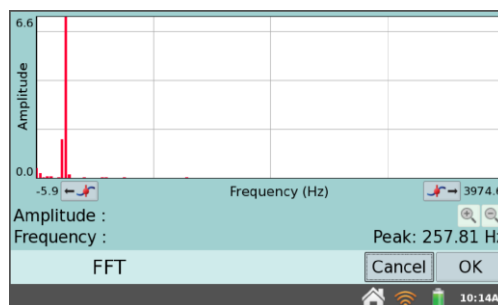 6.6
Amplitude
0.0
-5.9
Frequency (Hz)
Amplitude :
Frequency :
Peak: 257.81 H
FFT
Cancel
OK